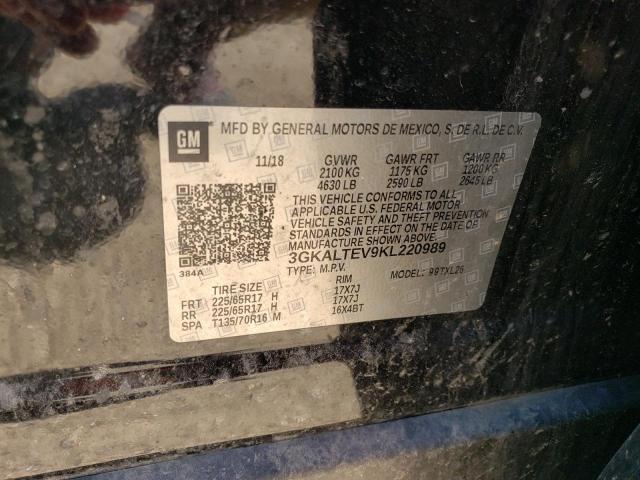 GM
MFD BY GENERAL MOTORS DE MEXICO, S. DE R.L. DE C.V.
11/18 GVWR GAWR FRT GAWR RR
2100 KG 1175 KG 1200 KG
4630 LB 2590 LB 2645 LB
THIS VEHICLE CONFORMS TO ALL
APPLICABLE U.S. FEDERAL MOTOR
VEHICLE SAFETY AND THEFT PREVENTION
STANDARDS IN EFFECT ON THE DATE OF
MANUFACTURE SHOWN ABOVE.
3GKALTEV9KL220989
384A TYPE: M.P.V. MODEL: 99TXL26
TIRE SIZE RIM
FRT 225/65R17 H 17X7J
RR 225/65R17 H 17X7J
SPA T135/70R16 M 16X4BT